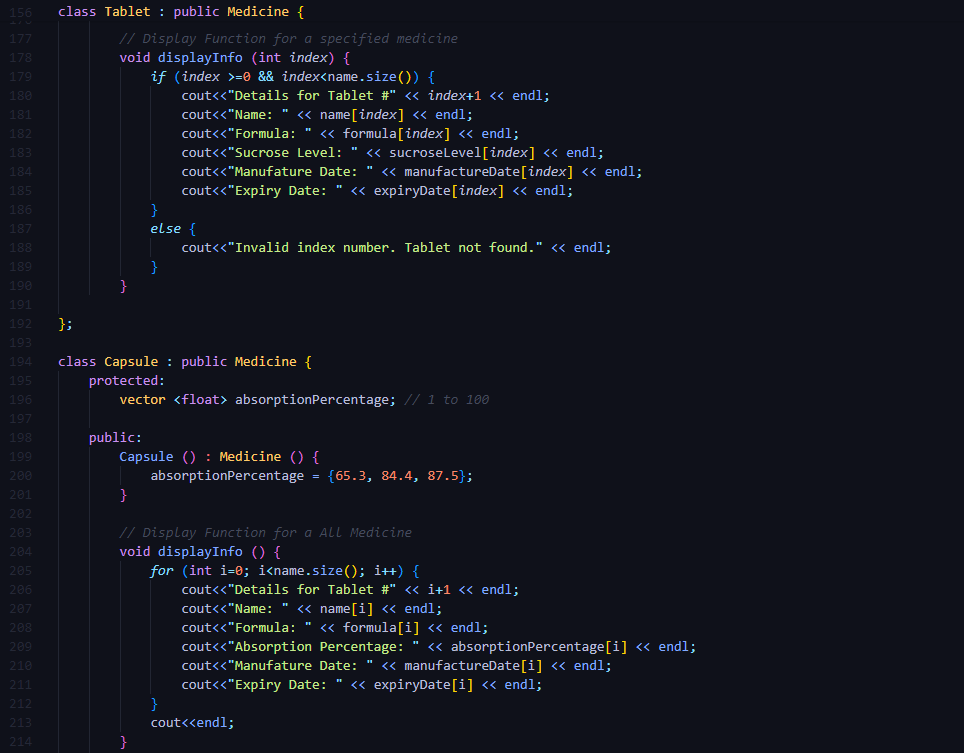 156 class Tablet : public Medicine {
177 // Display Function for a specified medicine
178 void displayInfo (int index) {
179 if (index >=0 && index<name.size()) {
180 cout<<"Details for Tablet #" << index+1 << endl;
181 cout<<"Name: " << name[index] << endl;
182 cout<<"Formula: " << formula[index] << endl;
183 cout<<"Sucrose Level: " << sucroseLevel[index] << endl;
184 cout<<"Manufature Date: " << manufactureDate[index] << endl;
185 cout<<"Expiry Date: " << expiryDate[index] << endl;
186 }
187 else {
188 cout<<"Invalid index number. Tablet not found." << endl;
189 }
190 }
191
192 };
193
194 class Capsule : public Medicine {
195 protected:
196 vector <float> absorptionPercentage; // 1 to 100
197
198 public:
199 Capsule () : Medicine () {
200 absorptionPercentage = {65.3, 84.4, 87.5};
201 }
202
203 // Display Function for a All Medicine
204 void displayInfo () {
205 for (int i=0; i<name.size(); i++) {
206 cout<<"Details for Tablet #" << i+1 << endl;
207 cout<<"Name: " << name[i] << endl;
208 cout<<"Formula: " << formula[i] << endl;
209 cout<<"Absorption Percentage: " << absorptionPercentage[i] << endl;
210 cout<<"Manufature Date: " << manufactureDate[i] << endl;
211 cout<<"Expiry Date: " << expiryDate[i] << endl;
212 }
213 cout<<endl;
214 }